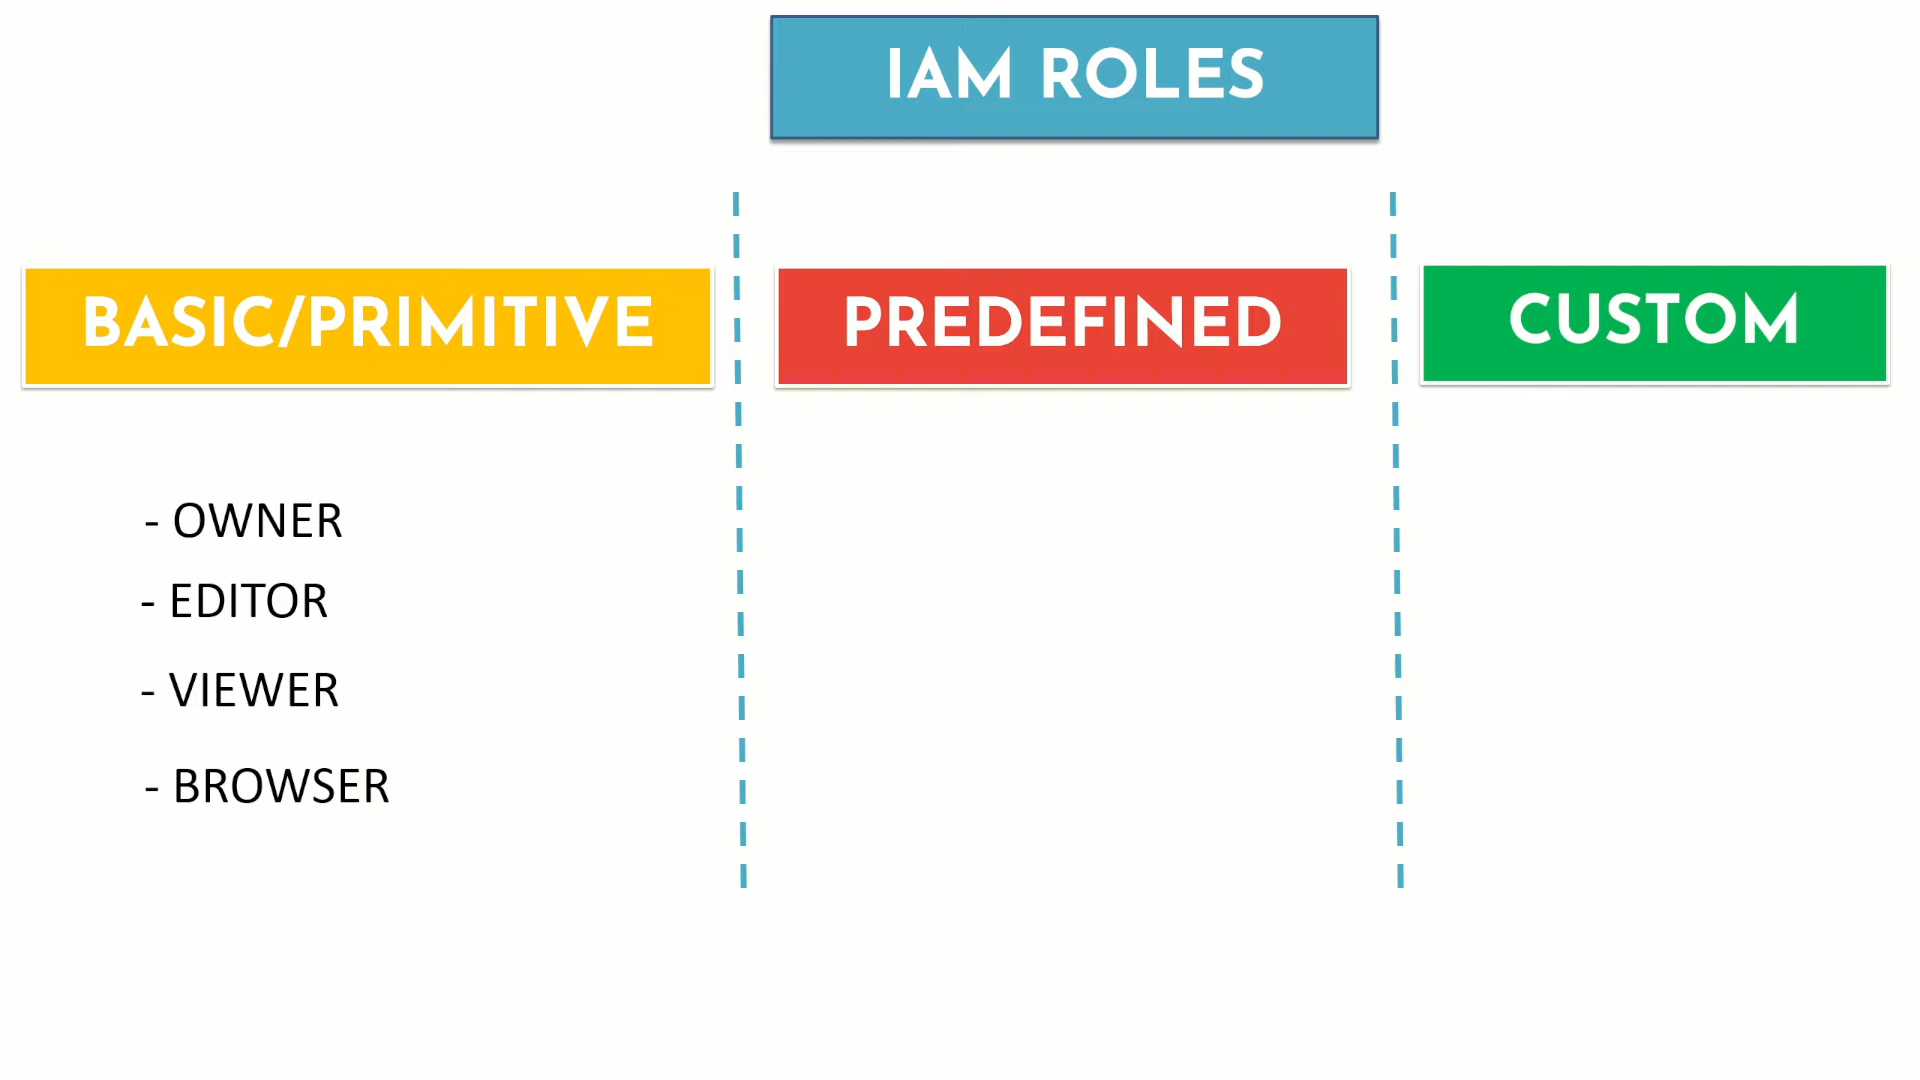 IAM ROLES
BASIC/PRIMITIVE
PREDEFINED
CUSTOM
- OWNER
- EDITOR
- VIEWER
- BROWSER